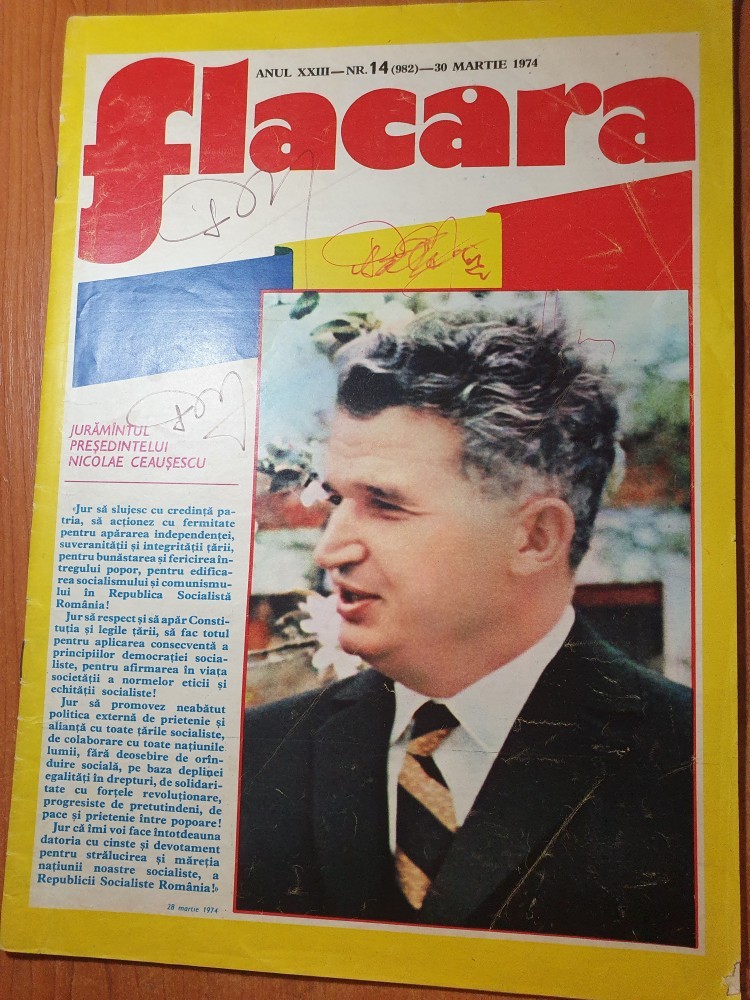 ANUL XXIII—NR. 14 (982)—30 MARTIE 1974
flacăra
JURĂMÎNTUL
PREȘEDINTELUI
NICOLAE CEAUȘESCU
«Jur să slujesc cu credință pa-
tria, să acționez cu fermitate
pentru apărarea independenței,
suveranității și integrității țării,
pentru bunăstarea și fericirea în-
tregului popor, pentru edifica-
rea socialismului și comunismu-
lui în Republica Socialistă
România!
Jur să respect și să apăr Consti-
tuția și legile țării, să fac totul
pentru aplicarea consecventă a
principiilor democrației socia-
liste, pentru afirmarea în viața
societății a normelor eticii și
echității socialiste!
Jur să promovez neabătut
politica externă de prietenie și
alianță cu toate țările socialiste,
de colaborare cu toate națiunile
lumii, fără deosebire de orîn-
duire socială, pe baza deplinei
egalități în drepturi, de solidari-
tate cu forțele revoluționare,
progresiste de pretutindeni, de
pace și prietenie între popoare!
Jur că îmi voi face întotdeauna
datoria cu cinste și devotament
pentru strălucirea și măreția
națiunii noastre socialiste, a
Republicii Socialiste România!»
28 martie 1974